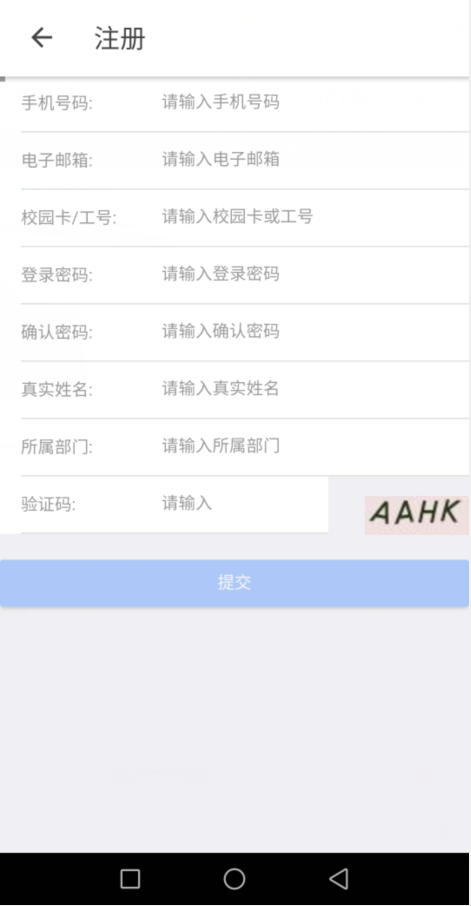 注册
手机号码: 请输入手机号码
电子邮箱: 请输入电子邮箱
校园卡/工号: 请输入校园卡或工号
登录密码: 请输入登录密码
确认密码: 请输入确认密码
真实姓名: 请输入真实姓名
所属部门: 请输入所属部门
验证码: 请输入 AAHK
提交